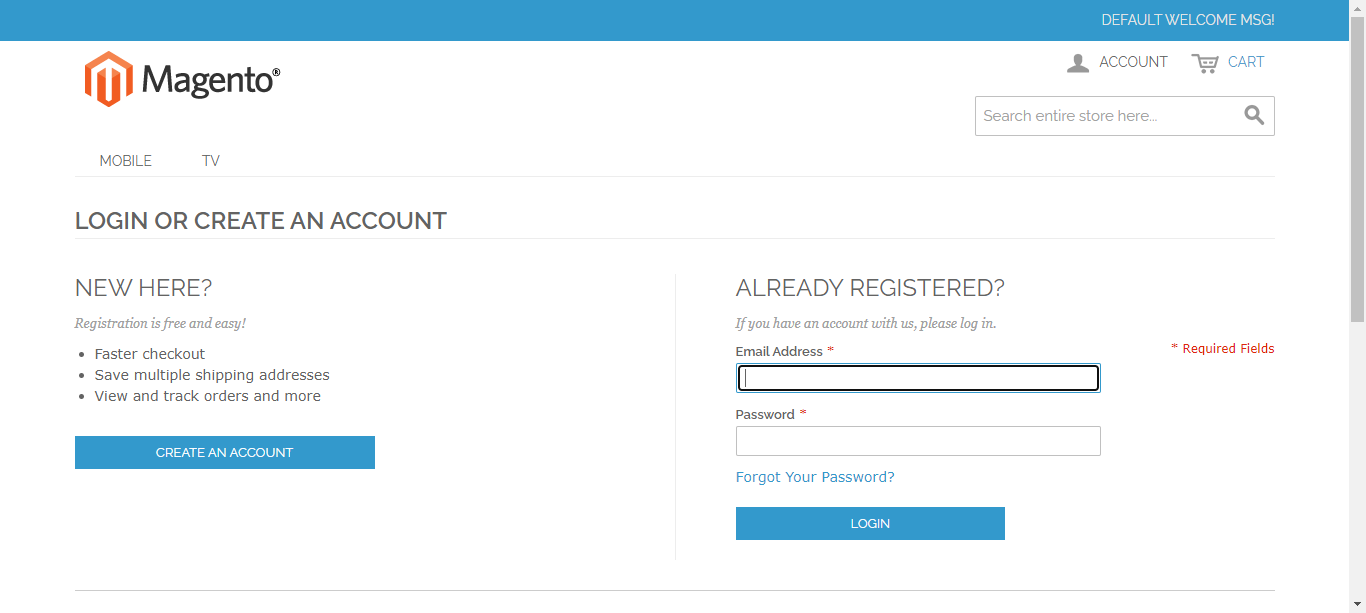 DEFAULT WELCOME MSG!
Magento®
ACCOUNT
CART
Search entire store here...
MOBILE
TV
LOGIN OR CREATE AN ACCOUNT
NEW HERE?
Registration is free and easy!
Faster checkout
Save multiple shipping addresses
View and track orders and more
CREATE AN ACCOUNT
ALREADY REGISTERED?
If you have an account with us, please log in.
* Required Fields
Email Address *
Password *
Forgot Your Password?
LOGIN